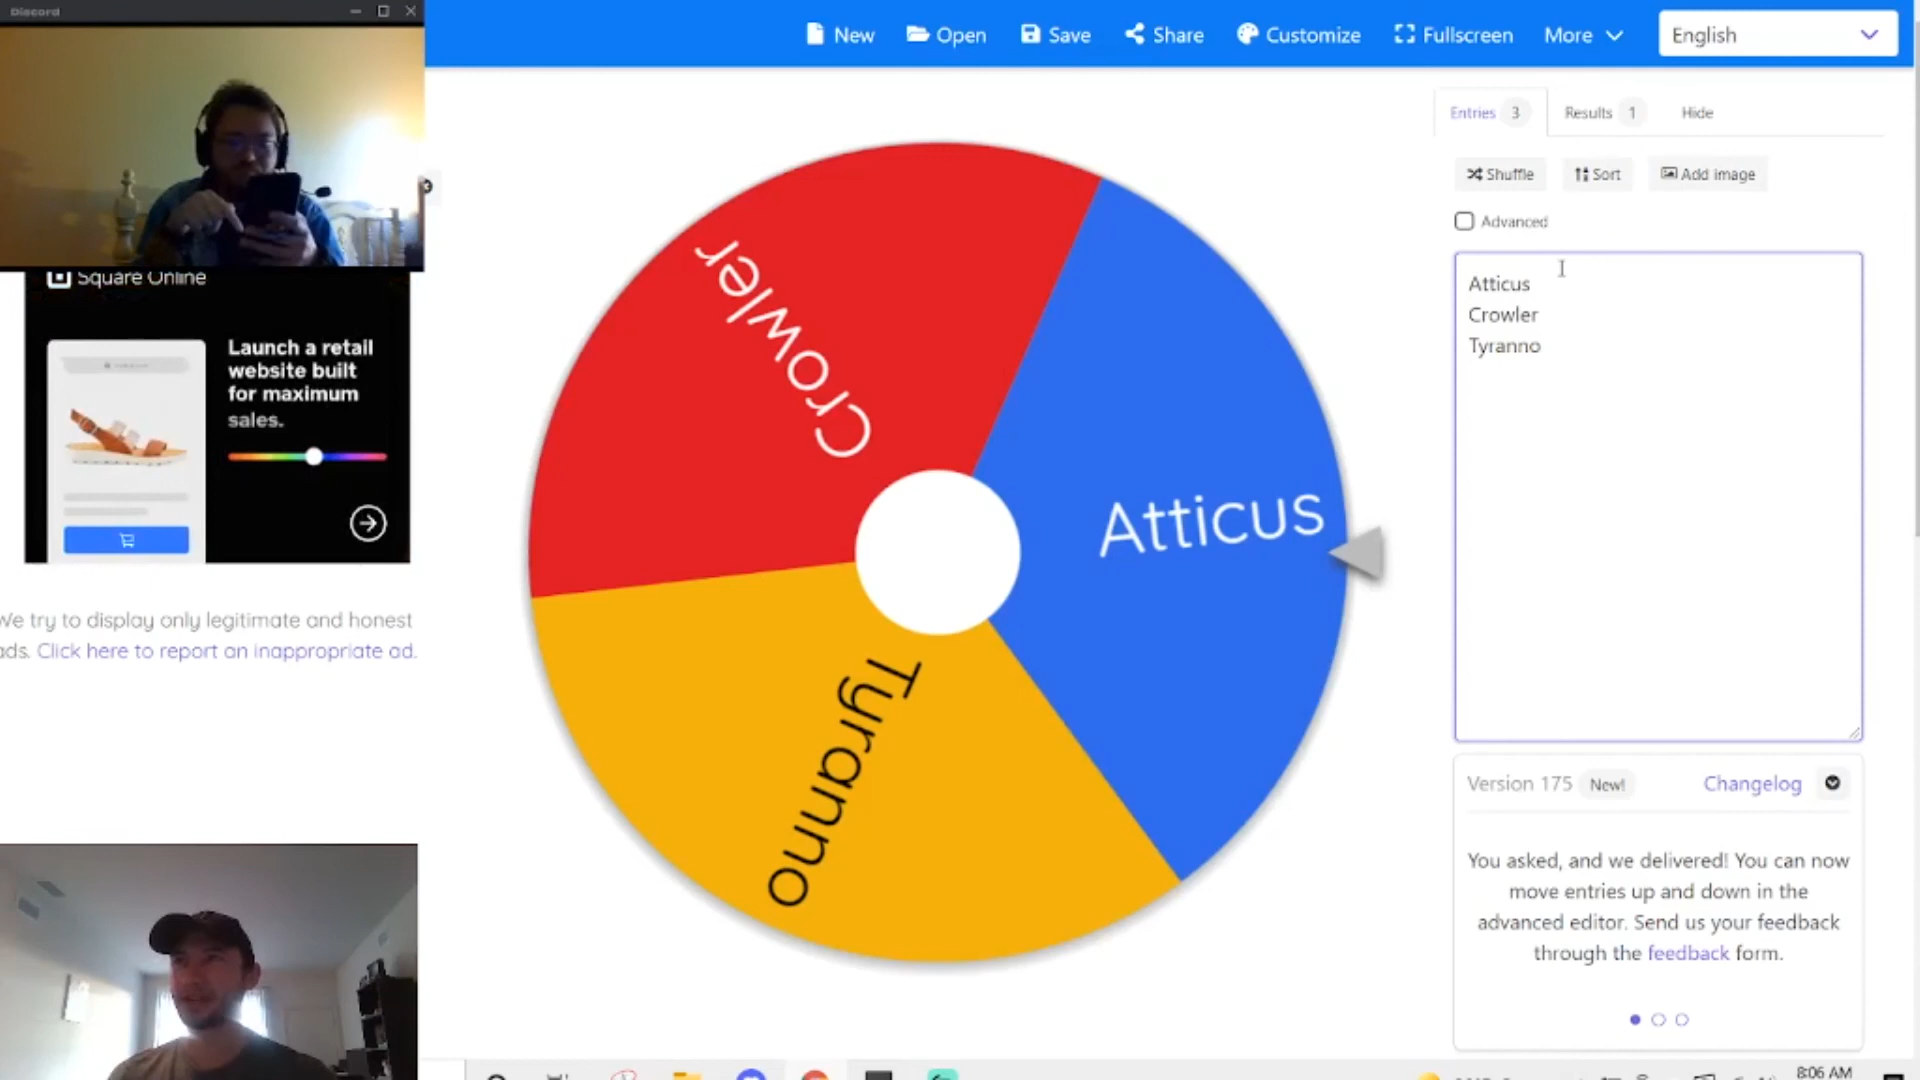 Discord
New
Open
Save
Share
Customize
Fullscreen
More
English
Entries 3
Results 1
Hide
Shuffle
Sort
Add image
Advanced
Atticus
Crowler
Tyranno
Crowler
Atticus
Tyranno
Square Online
Launch a retail
website built
for maximum
sales.
We try to display only legitimate and honest
ads. Click here to report an inappropriate ad.
Version 175 New! Changelog
You asked, and we delivered! You can now
move entries up and down in the
advanced editor. Send us your feedback
through the feedback form.
8:06 AM